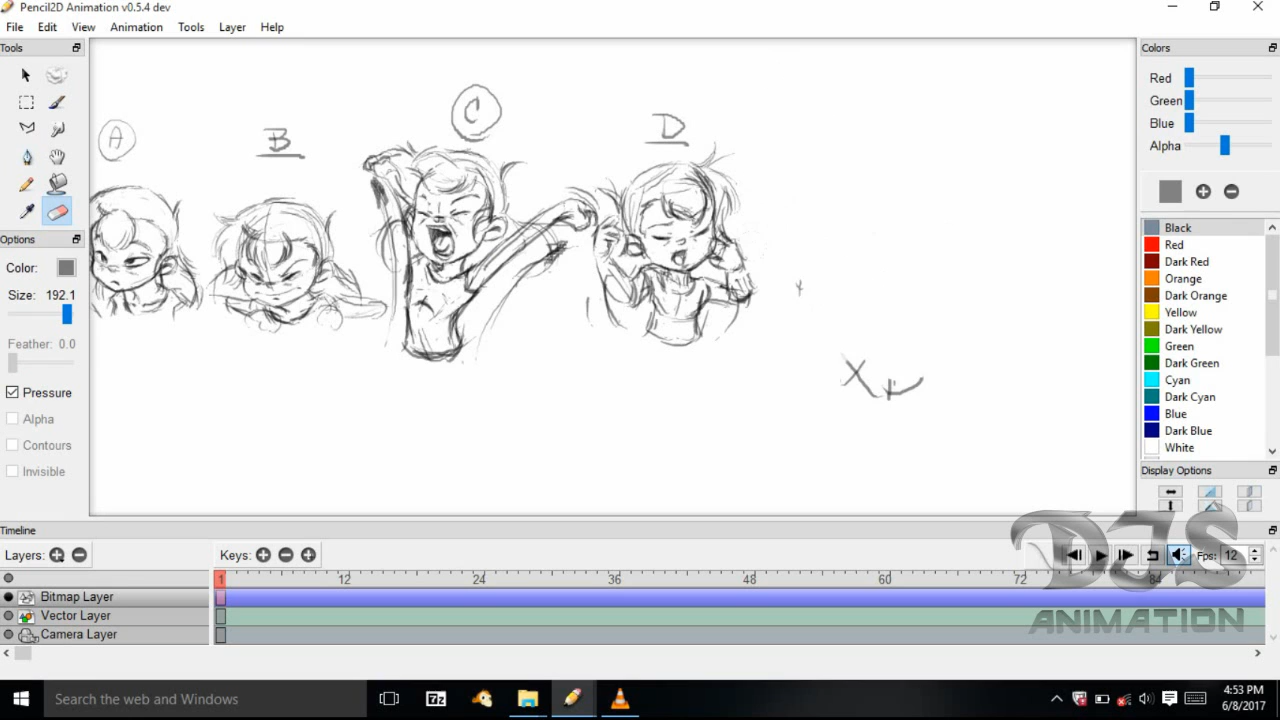 Pencil2D Animation v0.5.4 dev
File Edit View Animation Tools Layer Help
Tools
Options
Color:
Size: 192.1
Feather: 0.0
Pressure
Alpha
Contours
Invisible
A
B
C
D
Colors
Red
Green
Blue
Alpha
Black
Red
Dark Red
Orange
Dark Orange
Yellow
Dark Yellow
Green
Dark Green
Cyan
Dark Cyan
Blue
Dark Blue
White
Display Options
Timeline
Layers: Keys: Fps: 12
1 12 24 36 48 60 72 84
Bitmap Layer
Vector Layer
Camera Layer
DJS
ANIMATION
Search the web and Windows
7z
4:53 PM
6/8/2017